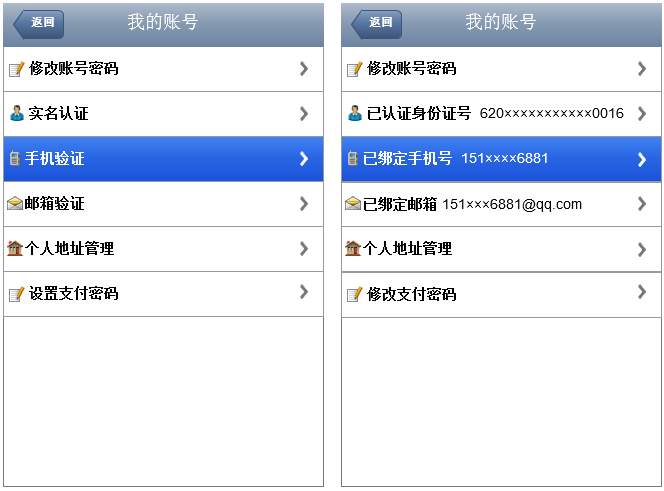 返回 我的账号
修改账号密码
实名认证
手机验证
邮箱验证
个人地址管理
设置支付密码
返回 我的账号
修改账号密码
已认证身份证号 620×××××××××××0016
已绑定手机号 151××××6881
已绑定邮箱 151×××6881@qq.com
个人地址管理
修改支付密码